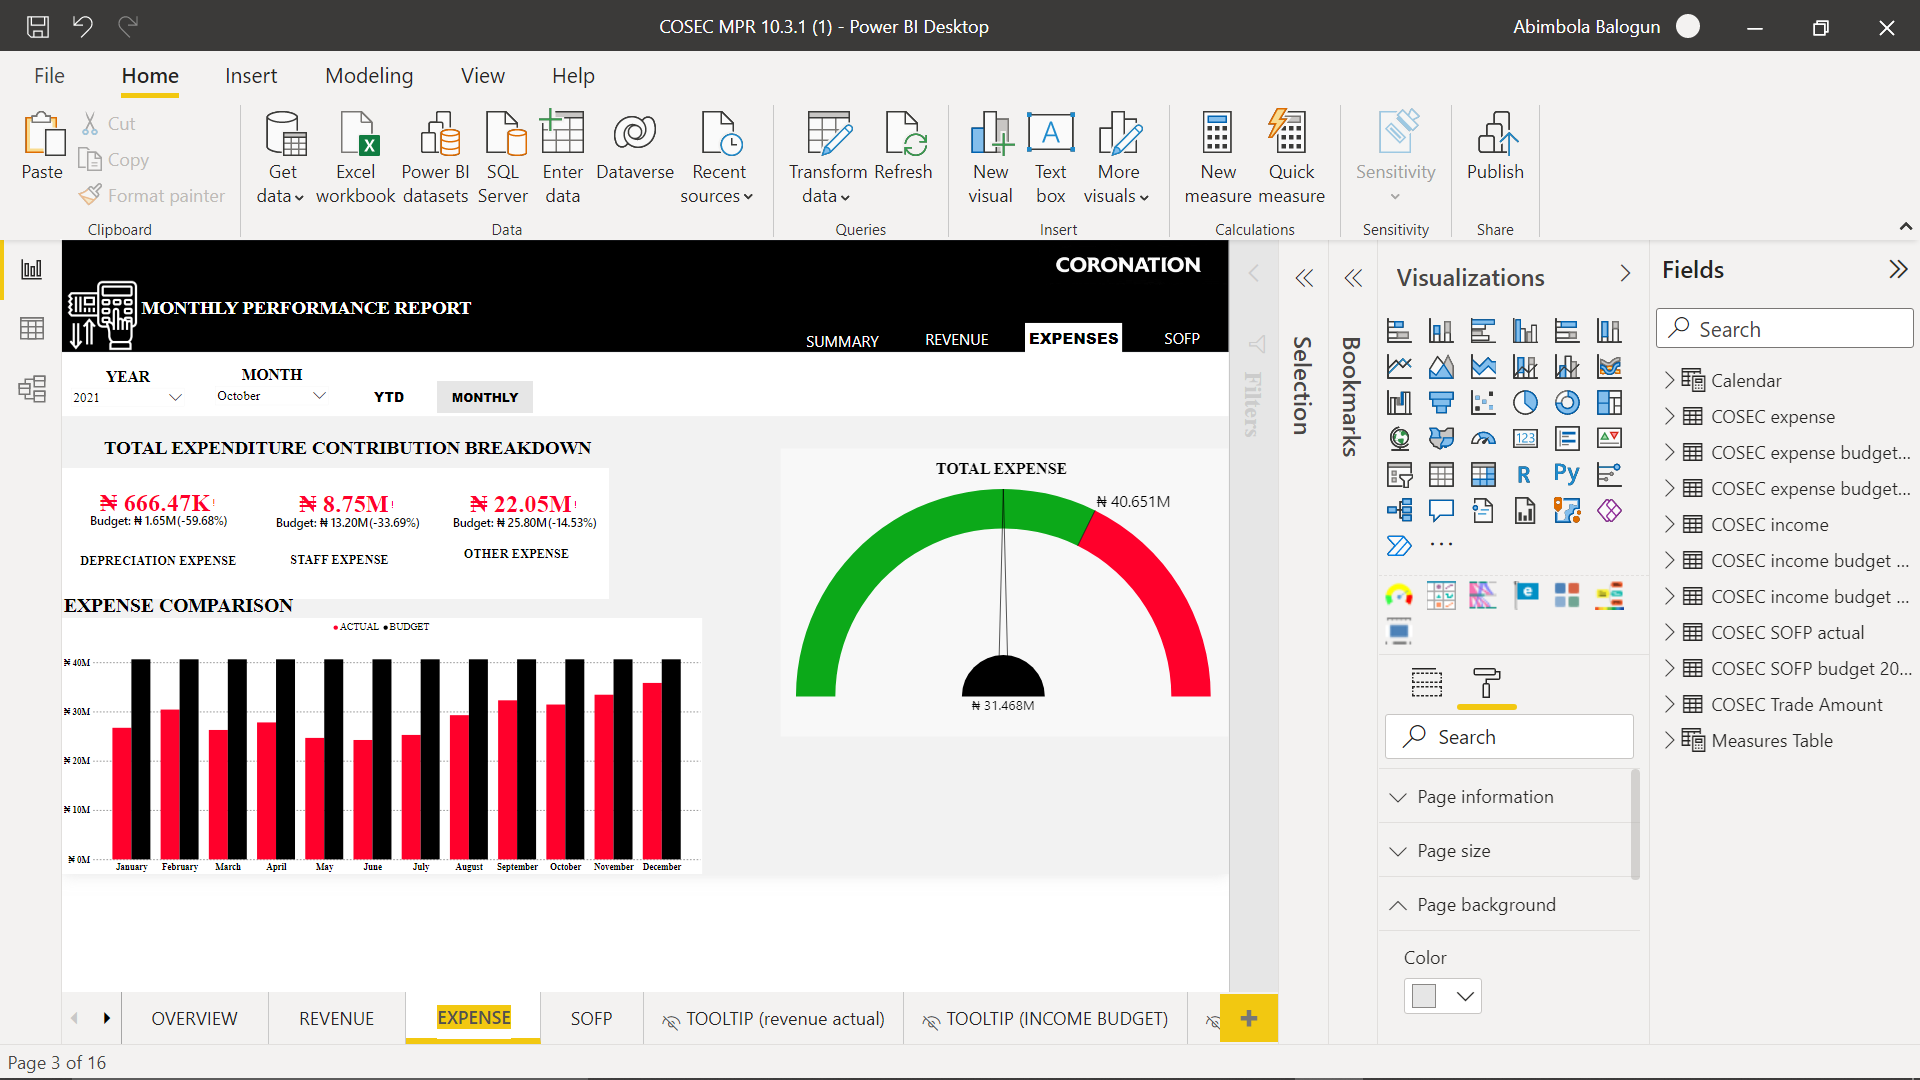 COSEC MPR 10.3.1 (1) - Power BI Desktop
Abimbola Balogun
File Home Insert Modeling View Help
Paste
Cut
Copy
Format painter
Clipboard
Get data
Excel workbook
Power BI datasets
SQL Server
Enter data
Dataverse
Recent sources
Data
Transform data
Refresh
Queries
New visual
Text box
More visuals
Insert
New measure
Quick measure
Calculations
Sensitivity
Sensitivity
Publish
Share
CORONATION
MONTHLY PERFORMANCE REPORT
SUMMARY REVENUE EXPENSES SOFP
YEAR
2021
MONTH
October
YTD
MONTHLY
TOTAL EXPENDITURE CONTRIBUTION BREAKDOWN
₦ 666.47K!
Budget: ₦ 1.65M(-59.68%)
DEPRECIATION EXPENSE
₦ 8.75M!
Budget: ₦ 13.20M(-33.69%)
STAFF EXPENSE
₦ 22.05M!
Budget: ₦ 25.80M(-14.53%)
OTHER EXPENSE
EXPENSE COMPARISON
ACTUAL BUDGET
₦ 40M
₦ 30M
₦ 20M
₦ 10M
₦ 0M
January February March April May June July August September October November December
TOTAL EXPENSE
₦ 40.651M
₦ 31.468M
Filters
Selection
Bookmarks
Visualizations
123
R
Py
Search
Page information
Page size
Page background
Color
Fields
Search
Calendar
COSEC expense
COSEC expense budget...
COSEC expense budget...
COSEC income
COSEC income budget ...
COSEC income budget ...
COSEC SOFP actual
COSEC SOFP budget 20...
COSEC Trade Amount
Measures Table
OVERVIEW REVENUE EXPENSE SOFP TOOLTIP (revenue actual) TOOLTIP (INCOME BUDGET)
Page 3 of 16